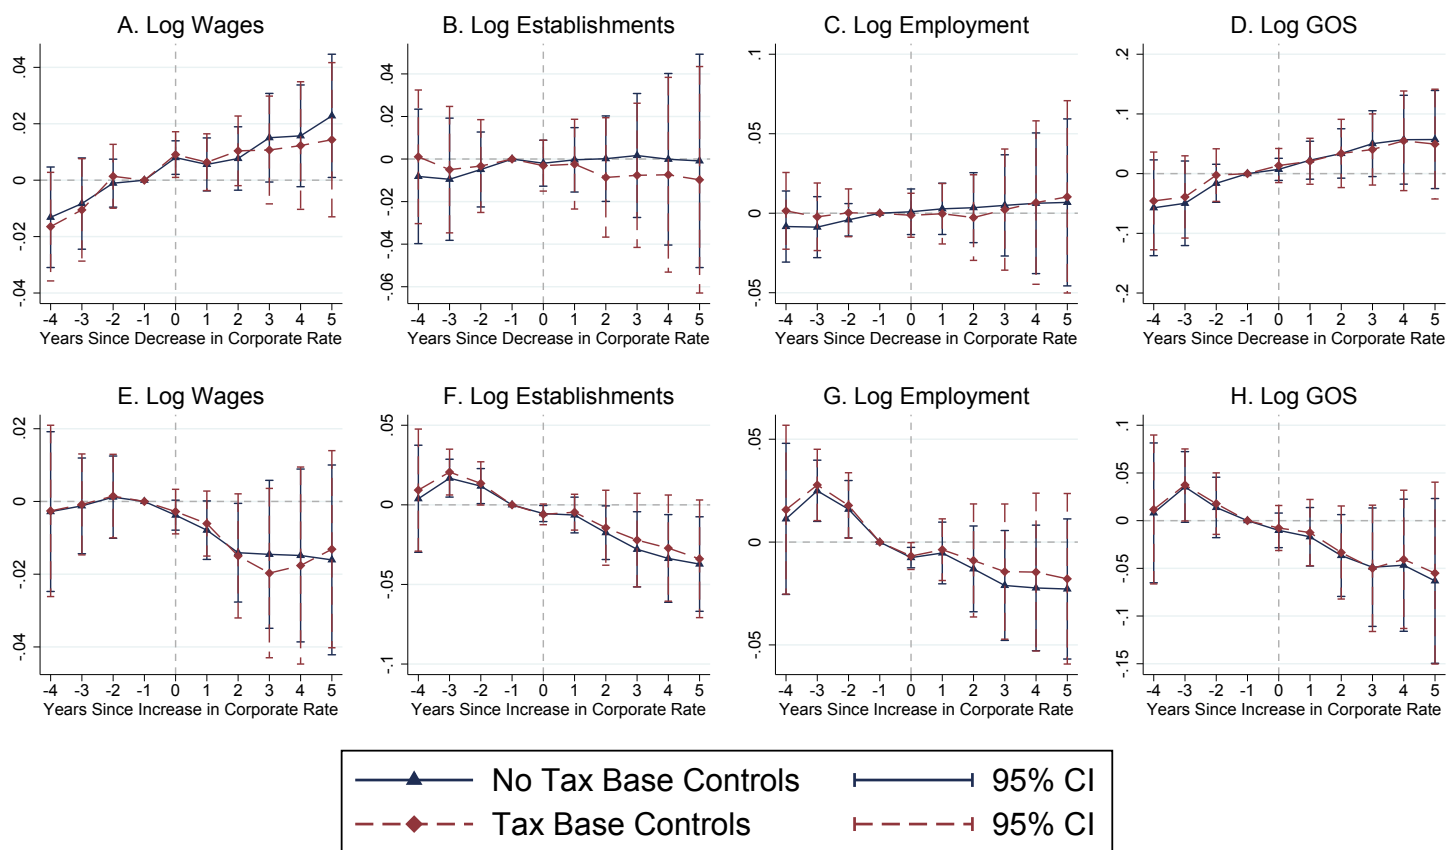 A. Log Wages
.04
.02
0
-.02
-.04
-4 -3 -2 -1 0 1 2 3 4 5
Years Since Decrease in Corporate Rate
B. Log Establishments
.04
.02
0
-.02
-.04
-.06
-4 -3 -2 -1 0 1 2 3 4 5
Years Since Decrease in Corporate Rate
C. Log Employment
.1
.05
0
-.05
-4 -3 -2 -1 0 1 2 3 4 5
Years Since Decrease in Corporate Rate
D. Log GOS
.2
.1
0
-.1
-.2
-4 -3 -2 -1 0 1 2 3 4 5
Years Since Decrease in Corporate Rate
E. Log Wages
.02
0
-.02
-.04
-4 -3 -2 -1 0 1 2 3 4 5
Years Since Increase in Corporate Rate
F. Log Establishments
.05
0
-.05
-.1
-4 -3 -2 -1 0 1 2 3 4 5
Years Since Increase in Corporate Rate
G. Log Employment
.05
0
-.05
-4 -3 -2 -1 0 1 2 3 4 5
Years Since Increase in Corporate Rate
H. Log GOS
.1
.05
0
-.05
-.1
-.15
-4 -3 -2 -1 0 1 2 3 4 5
Years Since Increase in Corporate Rate
No Tax Base Controls 95% CI
Tax Base Controls 95% CI